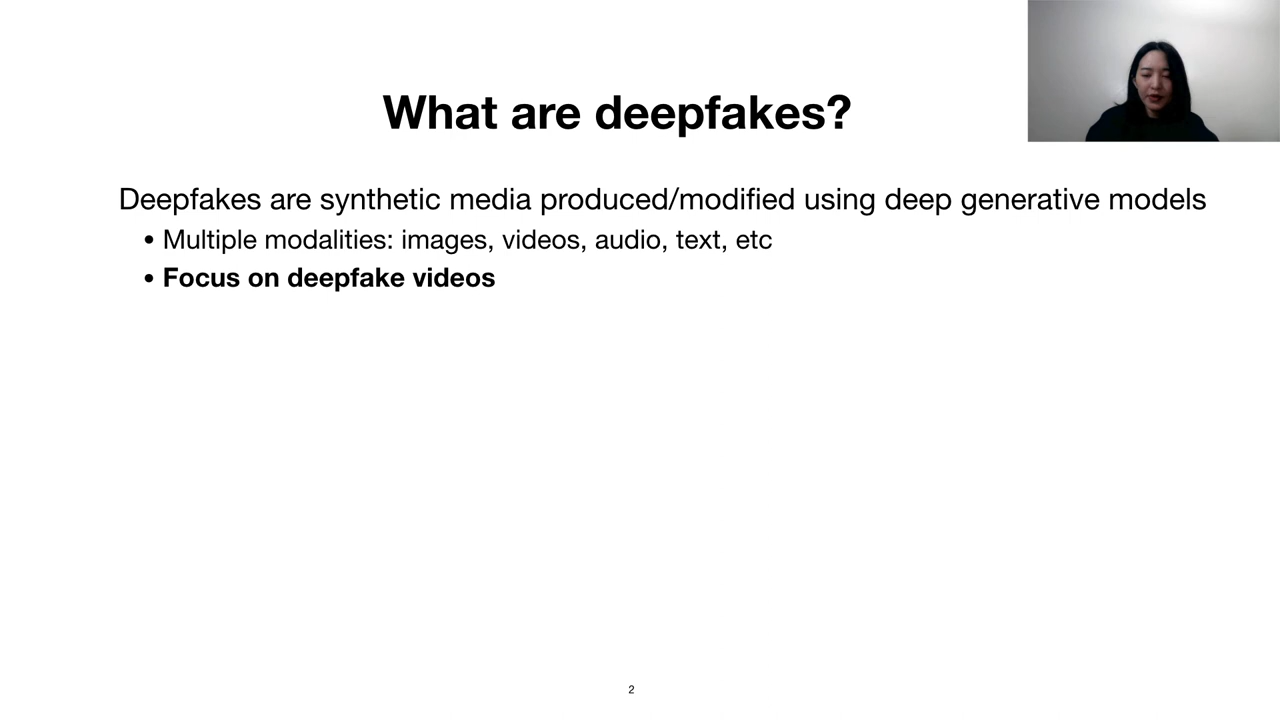 What are deepfakes?
Deepfakes are synthetic media produced/modified using deep generative models
• Multiple modalities: images, videos, audio, text, etc
• Focus on deepfake videos
2